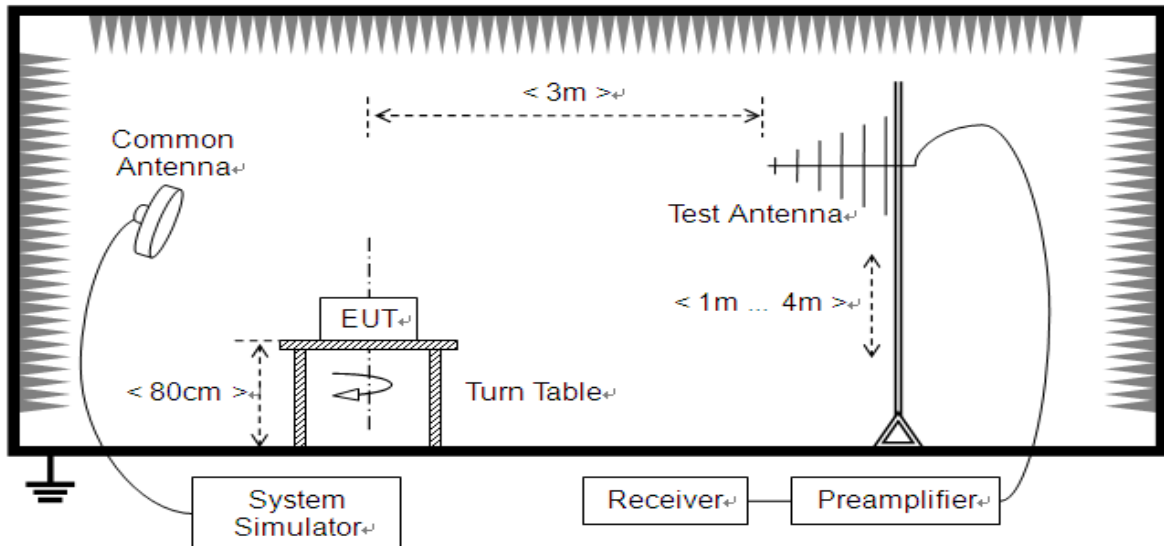 < 3m >↵
Common
Antenna↵
Test Antenna↵
< 1m ... 4m >↵
EUT↵
< 80cm >↵
Turn Table↵
System
Simulator↵
Receiver↵
Preamplifier↵